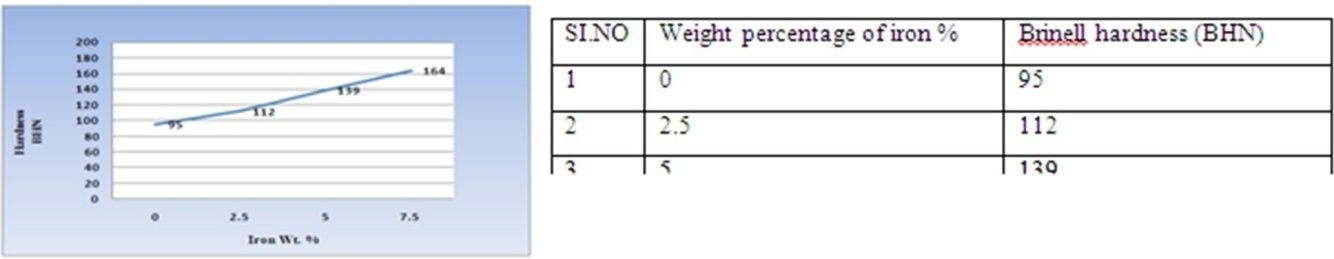 200
180
160
140
120
100
80
60
40
20
0
Hardness
BHN
95
112
139
164
0 2.5 5 7.5
Iron Wt. %
SI.NO Weight percentage of iron % Brinell hardness (BHN)
1 0 95
2 2.5 112
3 5 139